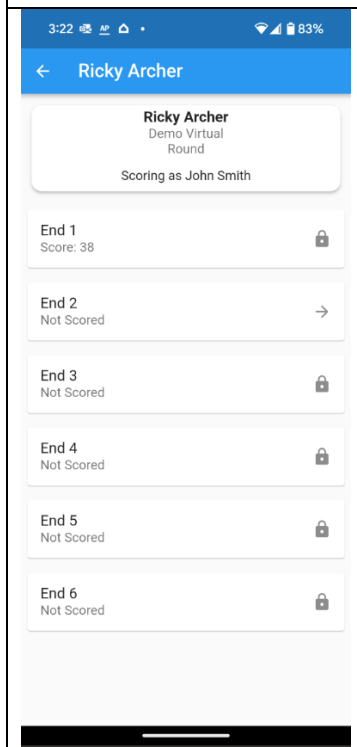 3:22 AP 83%
Ricky Archer
Ricky Archer
Demo Virtual
Round
Scoring as John Smith
End 1
Score: 38
End 2
Not Scored
End 3
Not Scored
End 4
Not Scored
End 5
Not Scored
End 6
Not Scored